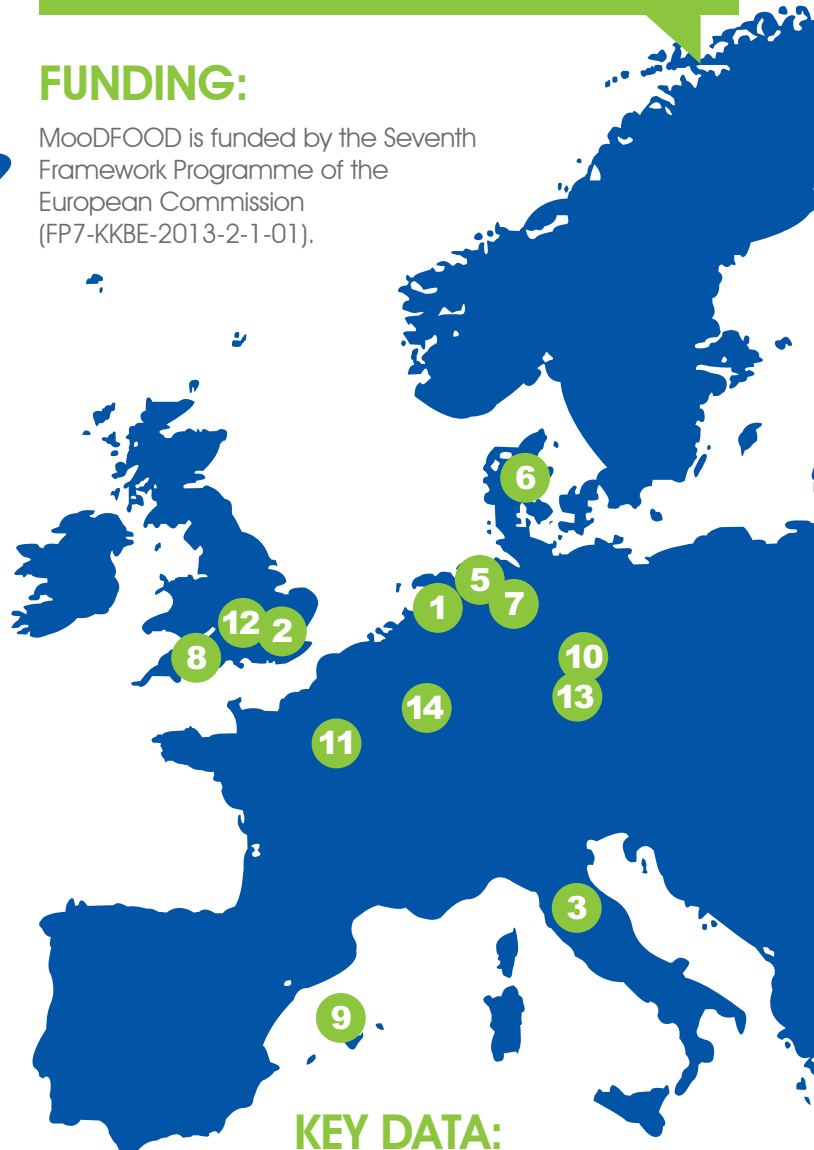 FUNDING:
MooDFOOD is funded by the Seventh
Framework Programme of the
European Commission
(FP7-KKBE-2013-2-1-01).
6
5
7
1
12
2
8
10
13
14
11
3
9
KEY DATA: